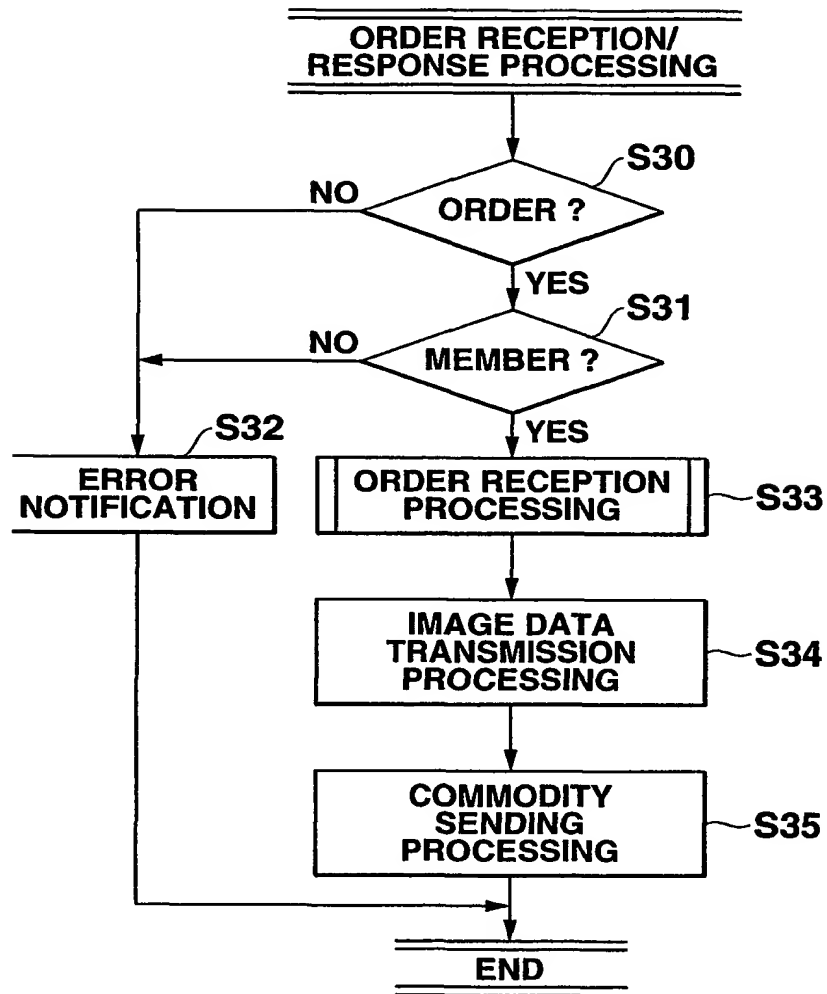 ORDER RECEPTION/
RESPONSE PROCESSING
S30
NO
ORDER ?
YES
S31
NO
MEMBER ?
YES
S32
ERROR
NOTIFICATION
ORDER RECEPTION
PROCESSING
S33
IMAGE DATA
TRANSMISSION
PROCESSING
S34
COMMODITY
SENDING
PROCESSING
S35
END